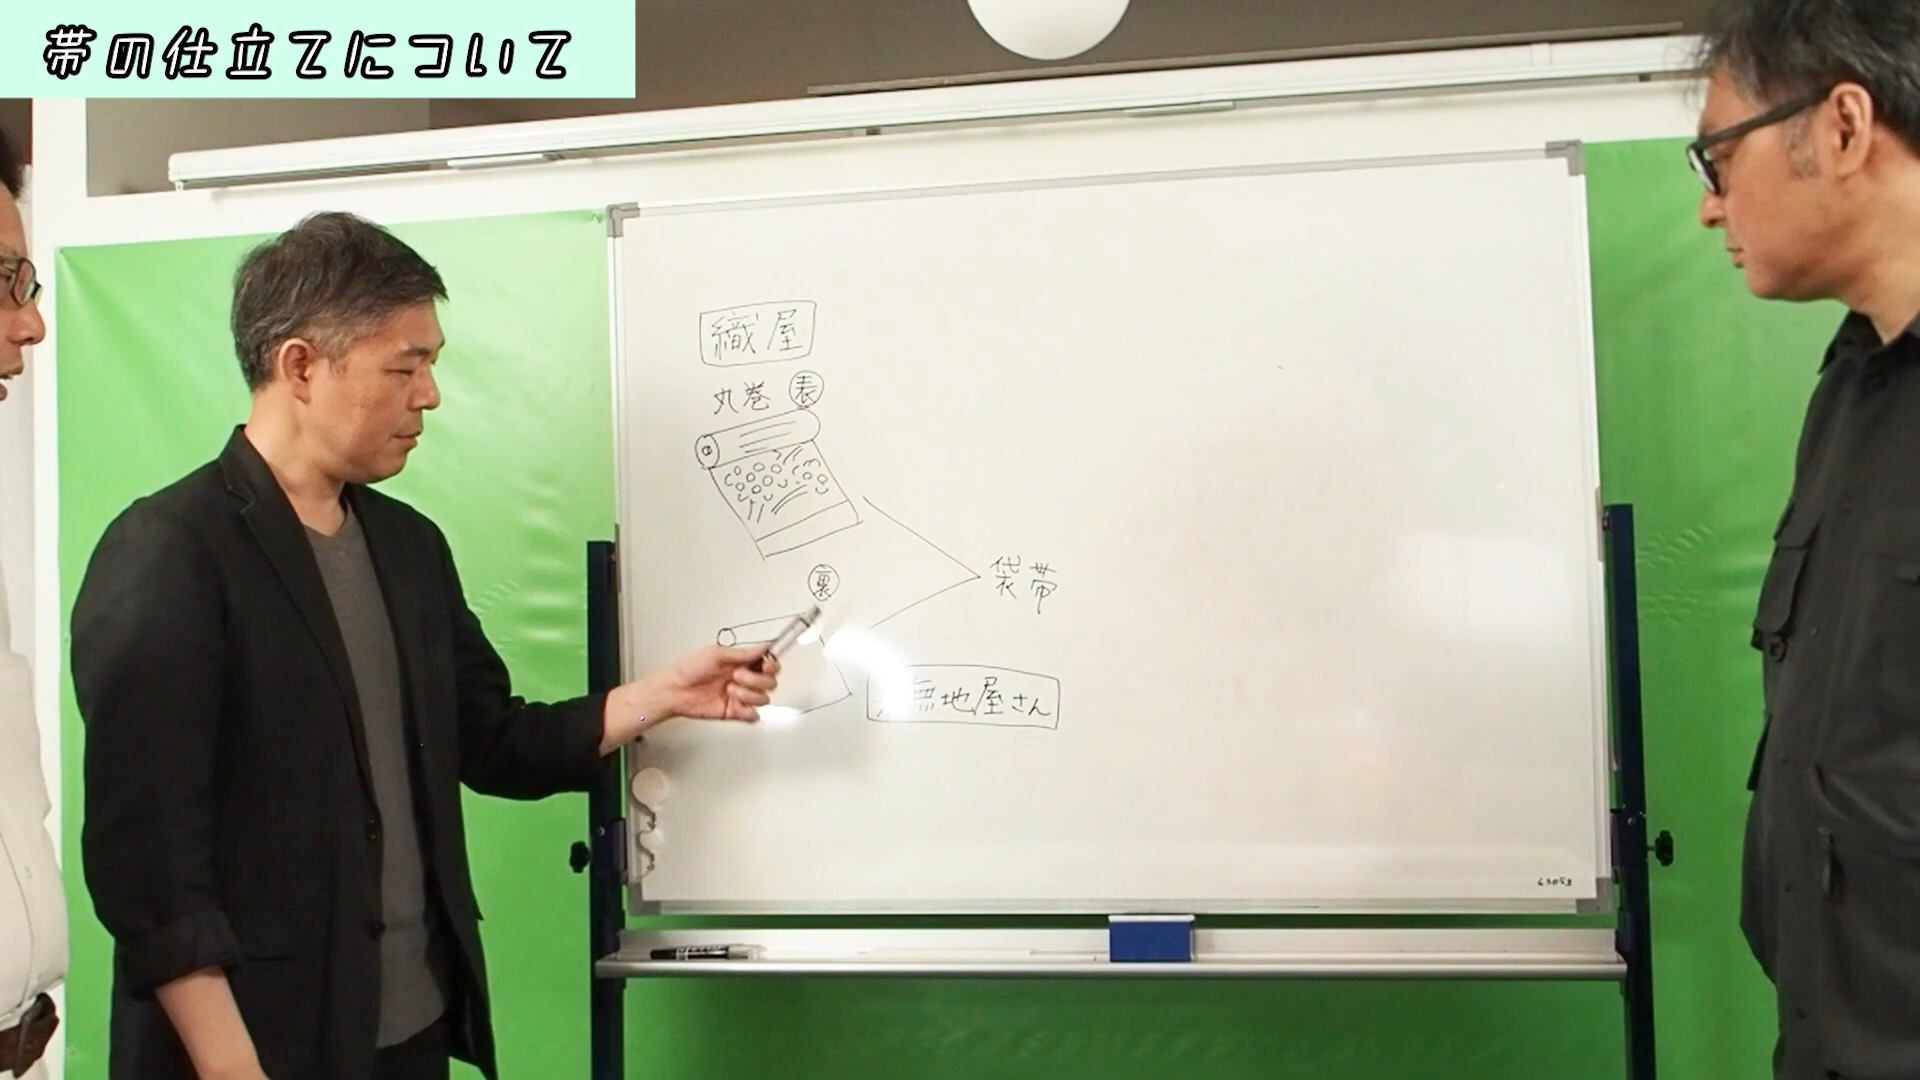 帯の仕立てについて
織屋
丸巻 表
裏
袋帯
無地屋さん